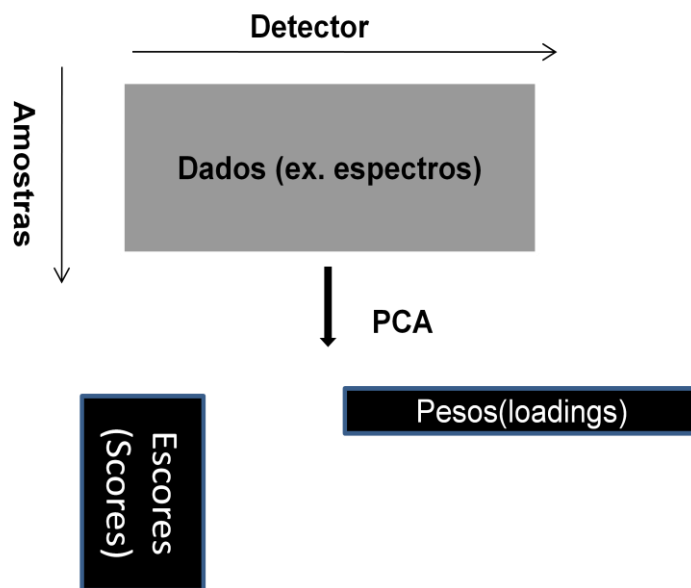 Detector
Amostras
Dados (ex. espectros)
PCA
Pesos(loadings)
Escores
(Scores)